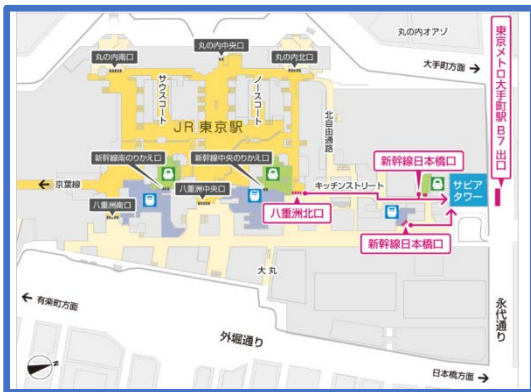 丸の内オアゾ
丸の内中央口
丸の内南口
丸の内北口
大手町方面
東京メトロ大手町駅B7出口
サウスコート
ノースコート
北自由通路
JR 東京駅
新幹線南のりかえ口
新幹線中央のりかえ口
新幹線日本橋口
京葉線
八重洲中央口
キッチンストリート
サピア
タワー
八重洲南口
八重洲北口
新幹線日本橋口
大丸
有楽町方面
外堀通り
永代通り
日本橋方面
N